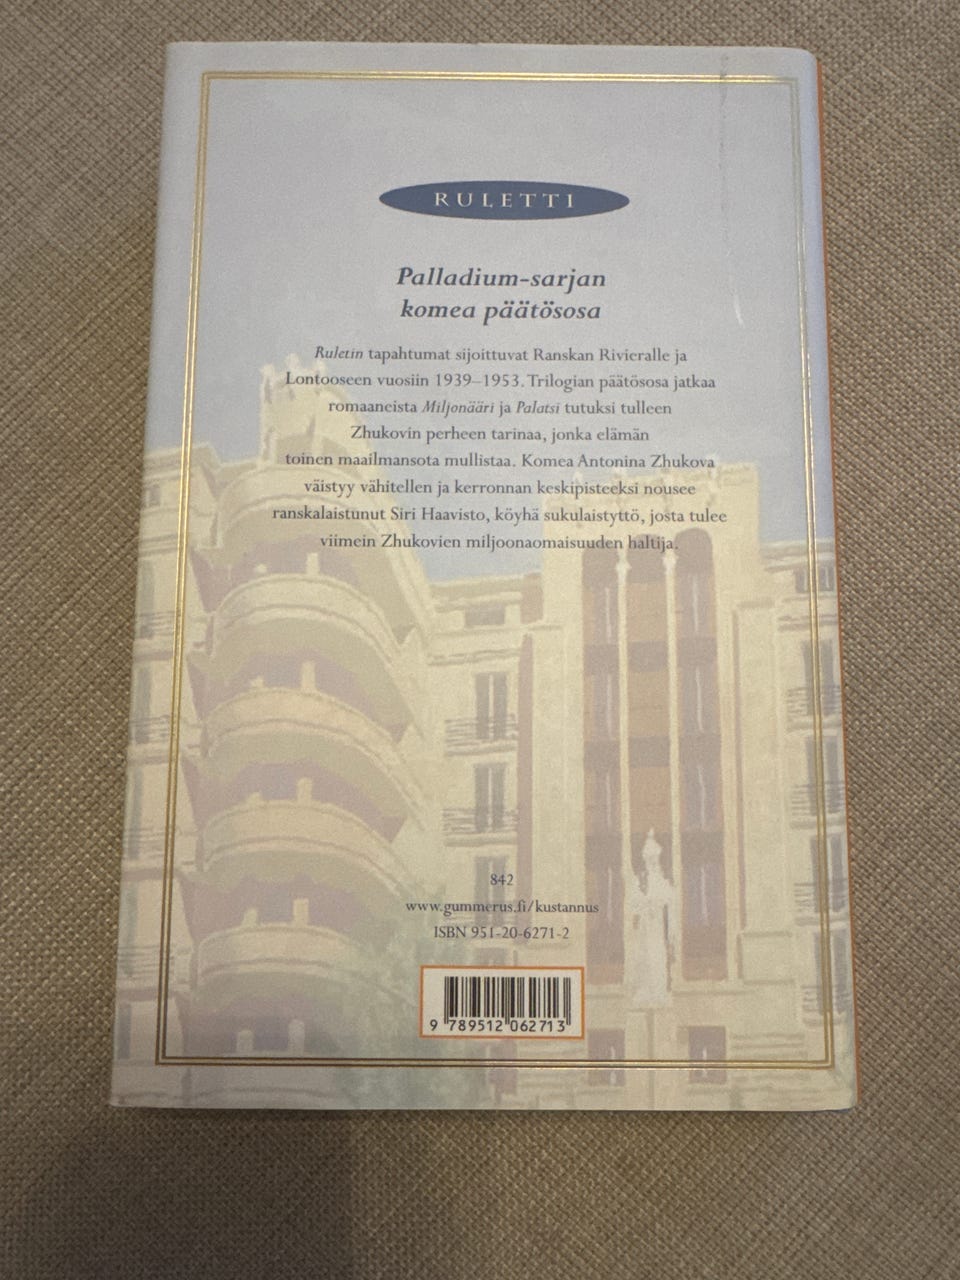 RULETTI
Palladium-sarjan
komea päätösosa
Ruletin tapahtumat sijoittuvat Ranskan Rivieralle ja
Lontooseen vuosiin 1939–1953. Trilogian päätösosa jatkaa
romaaneista Miljonääri ja Palatsi tutuksi tulleen
Zhukovin perheen tarinaa, jonka elämän
toinen maailmansota mullistaa. Komea Antonina Zhukova
väistyy vähitellen ja kerronnan keskipisteeksi nousee
ranskalaistunut Siri Haavisto, köyhä sukulaistyttö, josta tulee
viimein Zhukovien miljoonaomaisuuden haltija.
842
www.gummerus.fi/kustannus
ISBN 951-20-6271-2
9 789512 062713